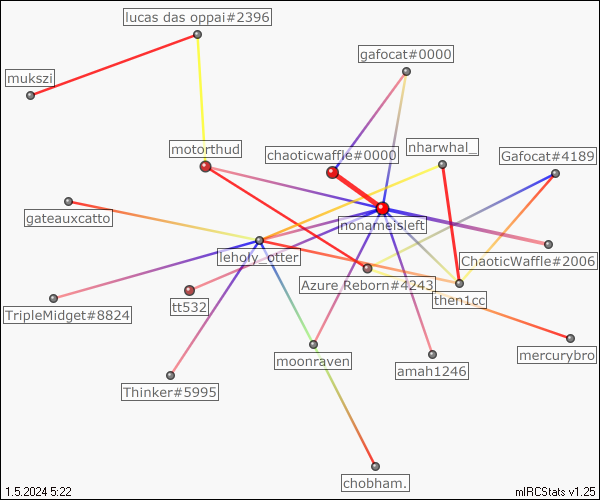 lucas das oppai#2396
gafocat#0000
mukszi
motorthud
chaoticwaffle#0000
nharwhal_
Gafocat#4189
gateauxcatto
nonameisleft
leholy_otter
ChaoticWaffle#2006
Azure Reborn#4243
then1cc
TripleMidget#8824
tt532
mercurybro
moonraven
amah1246
Thinker#5995
chobham.
1.5.2024 5:22
mIRCStats v1.25